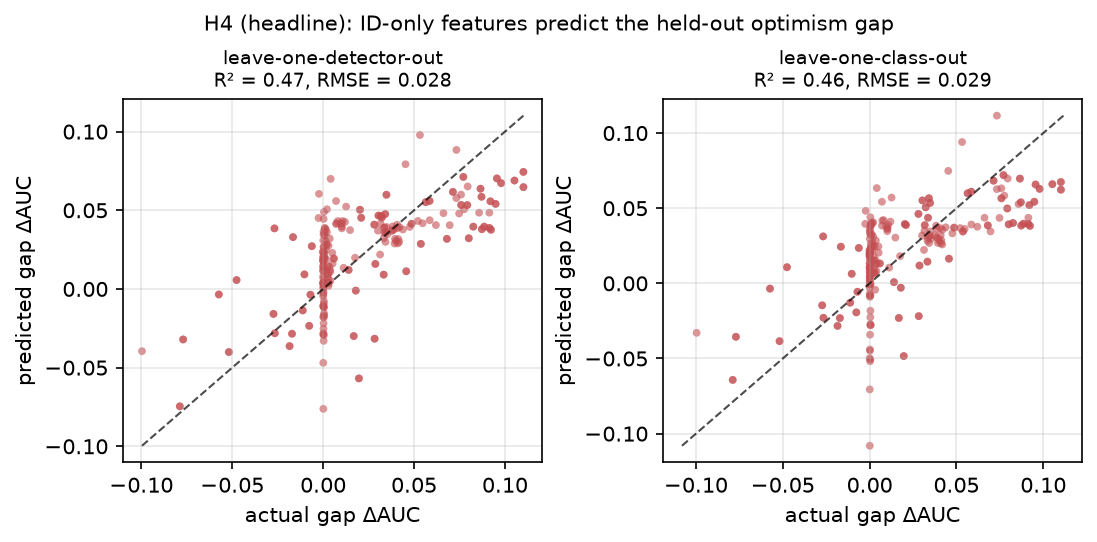 H4 (headline): ID-only features predict the held-out optimism gap
leave-one-detector-out
R² = 0.47, RMSE = 0.028
predicted gap ΔAUC
0.10
0.05
0.00
−0.05
−0.10
−0.10
−0.05
0.00
0.05
0.10
actual gap ΔAUC
leave-one-class-out
R² = 0.46, RMSE = 0.029
predicted gap ΔAUC
0.10
0.05
0.00
−0.05
−0.10
−0.10
−0.05
0.00
0.05
0.10
actual gap ΔAUC